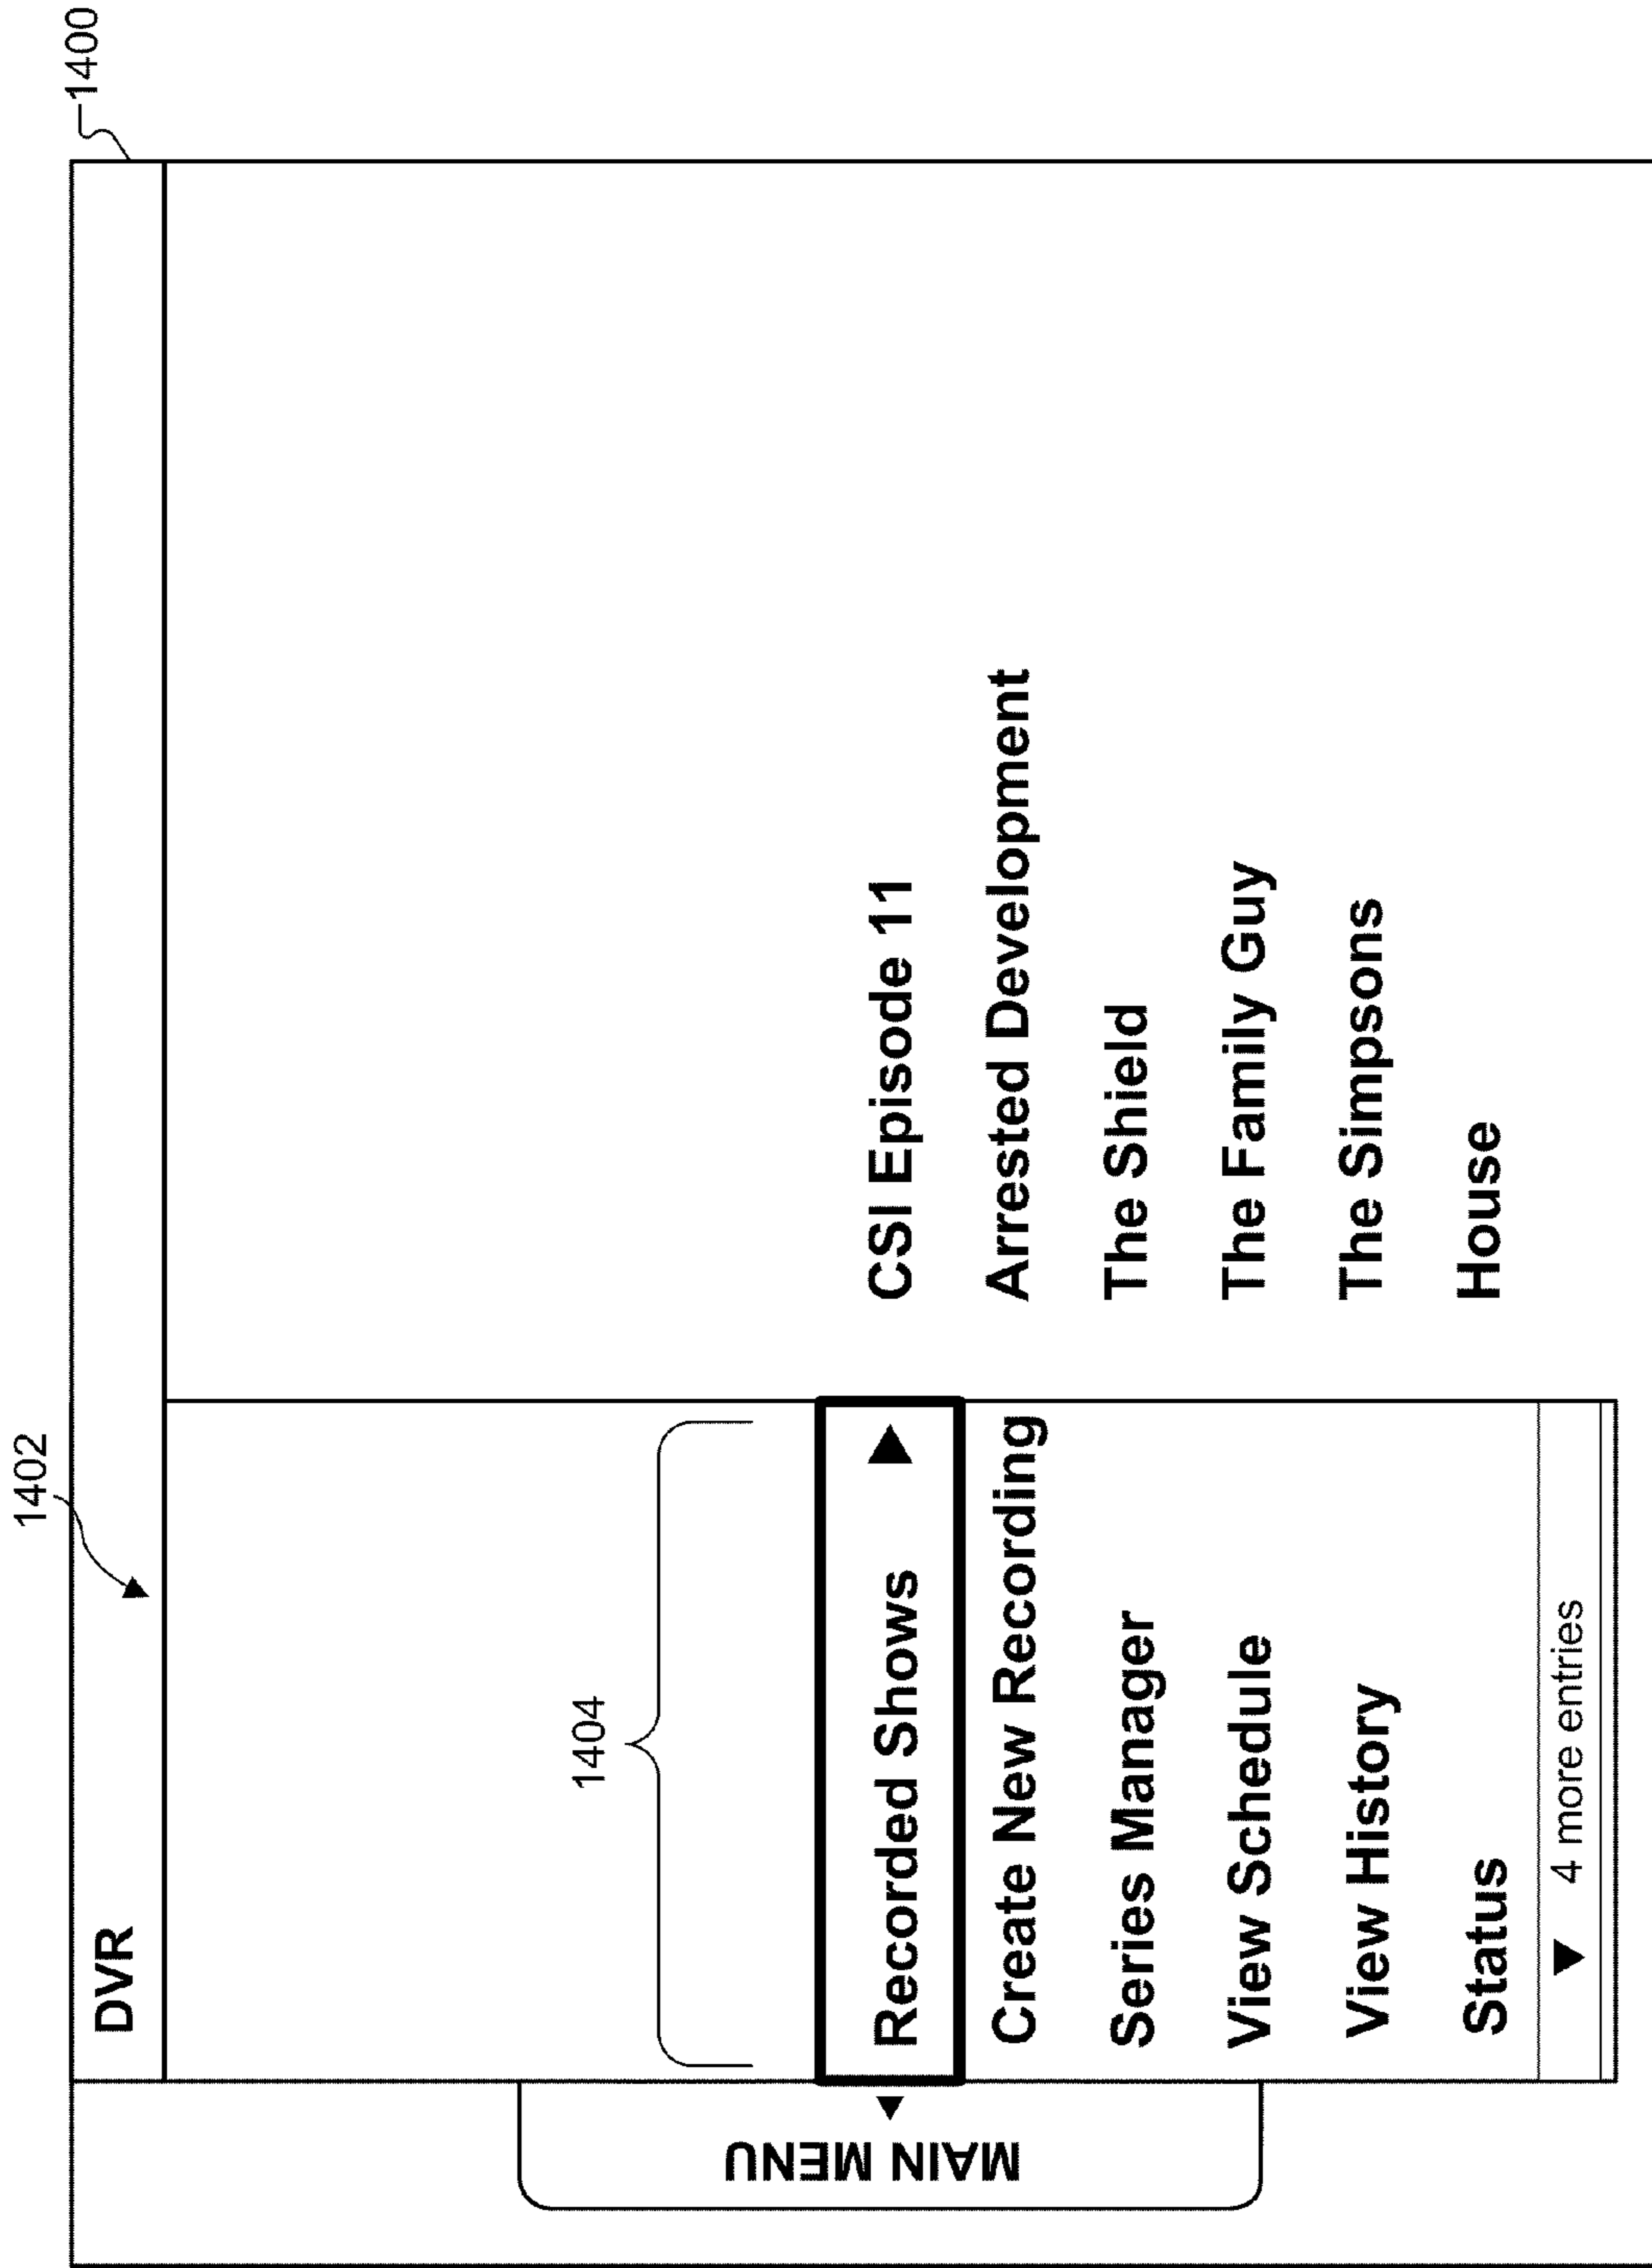 1402
1400
DVR
1404
MAIN MENU
Recorded Shows
Create New Recording
Series Manager
View Schedule
View History
Status
4 more entries
CSI Episode 11
Arrested Development
The Shield
The Family Guy
The Simpsons
House